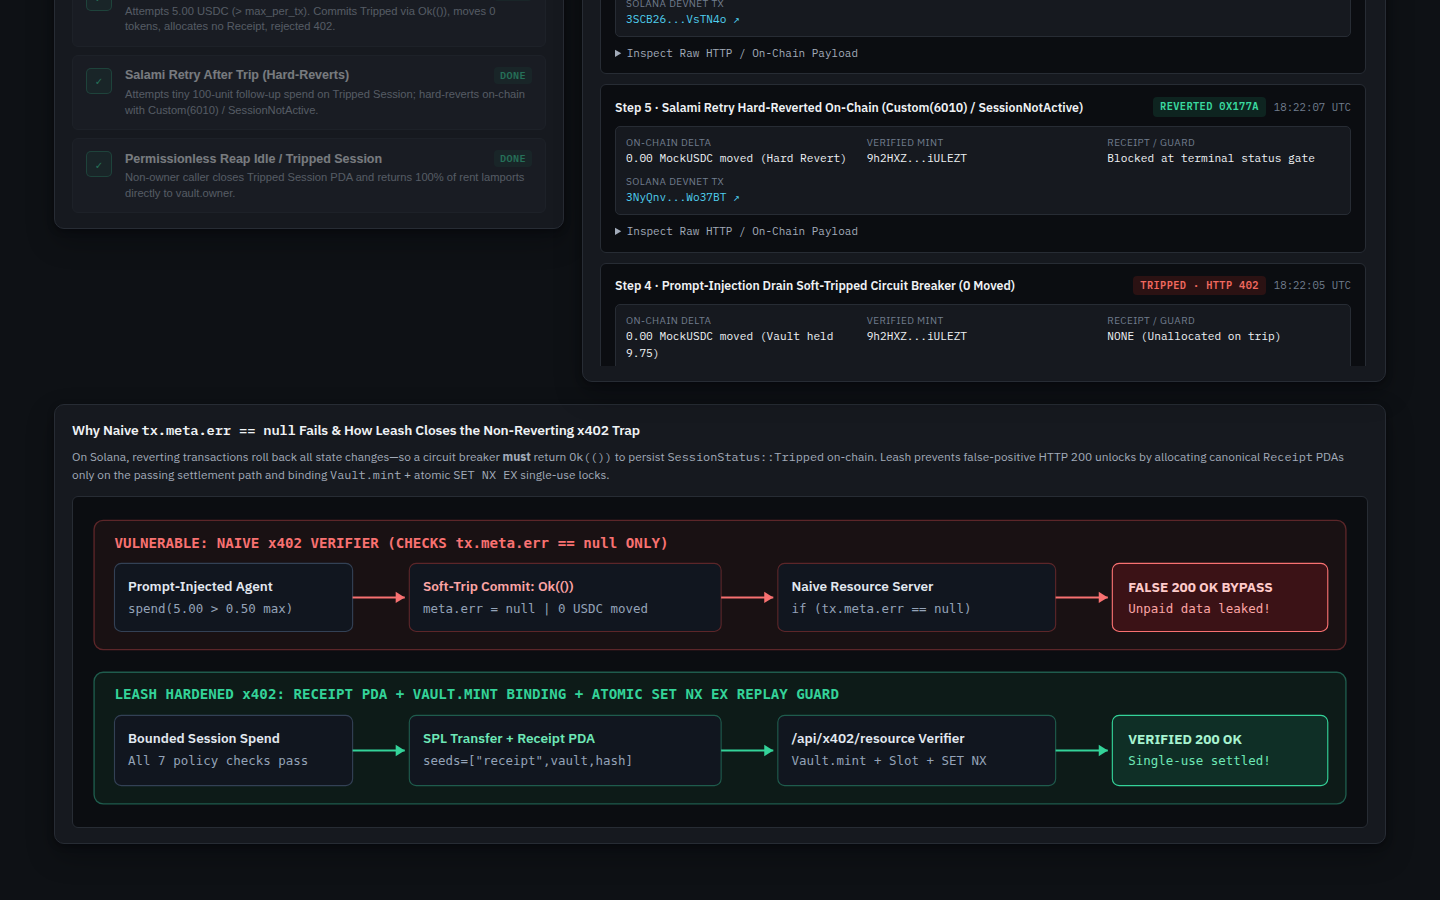 Attempts 5.00 USDC (> max_per_tx). Commits Tripped via Ok(()), moves 0
tokens, allocates no Receipt, rejected 402.
✓
Salami Retry After Trip (Hard-Reverts)
DONE
Attempts tiny 100-unit follow-up spend on Tripped Session; hard-reverts on-chain
with Custom(6010) / SessionNotActive.
✓
Permissionless Reap Idle / Tripped Session
DONE
Non-owner caller closes Tripped Session PDA and returns 100% of rent lamports
directly to vault.owner.
SOLANA DEVNET TX
3SCB26...VsTN4o ↗
▶ Inspect Raw HTTP / On-Chain Payload
Step 5 · Salami Retry Hard-Reverted On-Chain (Custom(6010) / SessionNotActive)
REVERTED 0X177A
18:22:07 UTC
ON-CHAIN DELTA
0.00 MockUSDC moved (Hard Revert)
VERIFIED MINT
9h2HXZ...iULEZT
RECEIPT / GUARD
Blocked at terminal status gate
SOLANA DEVNET TX
3NyQnv...Wo37BT ↗
▶ Inspect Raw HTTP / On-Chain Payload
Step 4 · Prompt-Injection Drain Soft-Tripped Circuit Breaker (0 Moved)
TRIPPED · HTTP 402
18:22:05 UTC
ON-CHAIN DELTA
0.00 MockUSDC moved (Vault held
9.75)
VERIFIED MINT
9h2HXZ...iULEZT
RECEIPT / GUARD
NONE (Unallocated on trip)
Why Naive tx.meta.err == null Fails & How Leash Closes the Non-Reverting x402 Trap
On Solana, reverting transactions roll back all state changes—so a circuit breaker must return Ok(()) to persist SessionStatus::Tripped on-chain. Leash prevents false-positive HTTP 200 unlocks by allocating canonical Receipt PDAs
only on the passing settlement path and binding Vault.mint + atomic SET NX EX single-use locks.
VULNERABLE: NAIVE x402 VERIFIER (CHECKS tx.meta.err == null ONLY)
Prompt-Injected Agent
spend(5.00 > 0.50 max)
Soft-Trip Commit: Ok(())
meta.err = null | 0 USDC moved
Naive Resource Server
if (tx.meta.err == null)
FALSE 200 OK BYPASS
Unpaid data leaked!
LEASH HARDENED x402: RECEIPT PDA + VAULT.MINT BINDING + ATOMIC SET NX EX REPLAY GUARD
Bounded Session Spend
All 7 policy checks pass
SPL Transfer + Receipt PDA
seeds=["receipt",vault,hash]
/api/x402/resource Verifier
Vault.mint + Slot + SET NX
VERIFIED 200 OK
Single-use settled!